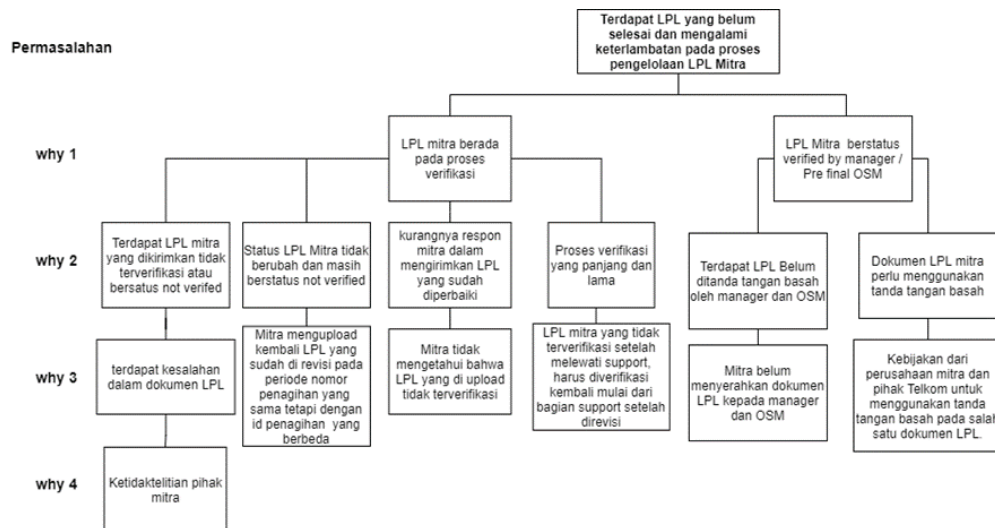 Terdapat LPL yang belum
selesai dan mengalami
keterlambatan pada proses
pengelolaan LPL Mitra
Permasalahan
why 1
LPL mitra berada
pada proses
verifikasi
LPL Mitra berstatus
verified by manager /
Pre final OSM
why 2
Terdapat LPL mitra
yang dikirimkan tidak
terverifikasi atau
bersatus not verifed
Status LPL Mitra tidak
berubah dan masih
berstatus not verified
kurangnya respon
mitra dalam
mengirimkan LPL
yang sudah
diperbaiki
Proses verifikasi
yang panjang dan
lama
Terdapat LPL Belum
ditanda tangan basah
oleh manager dan OSM
Dokumen LPL mitra
perlu menggunakan
tanda tangan basah
why 3
terdapat kesalahan
dalam dokumen LPL
Mitra mengupload
kembali LPL yang
sudah di revisi pada
periode nomor
penagihan yang
sama tetapi dengan
id penagihan yang
berbeda
Mitra tidak
mengetahui bahwa
LPL yang di upload
tidak terverifikasi
LPL mitra yang tidak
terverifikasi setelah
melewati support,
harus diverifikasi
kembali mulai dari
bagian support setelah
direvisi
Mitra belum
menyerahkan dokumen
LPL kepada manager
dan OSM
Kebijakan dari
perusahaan mitra dan
pihak Telkom untuk
menggunakan tanda
tangan basah pada salah
satu dokumen LPL.
why 4
Ketidaktelitian pihak
mitra